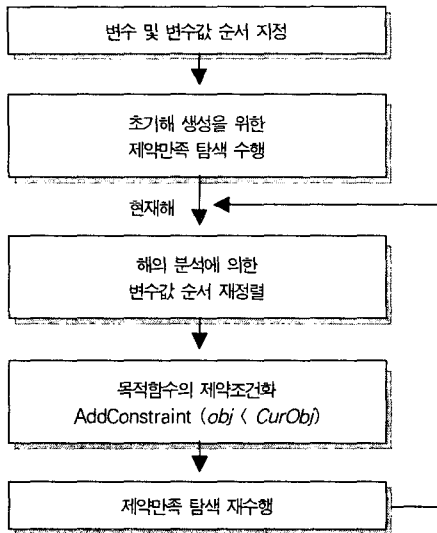 변수 및 변수값 순서 지정
초기해 생성을 위한
제약만족 탐색 수행
현재해
해의 분석에 의한
변수값 순서 재정렬
목적함수의 제약조건화
AddConstraint (obj < CurObj)
제약만족 탐색 재수행